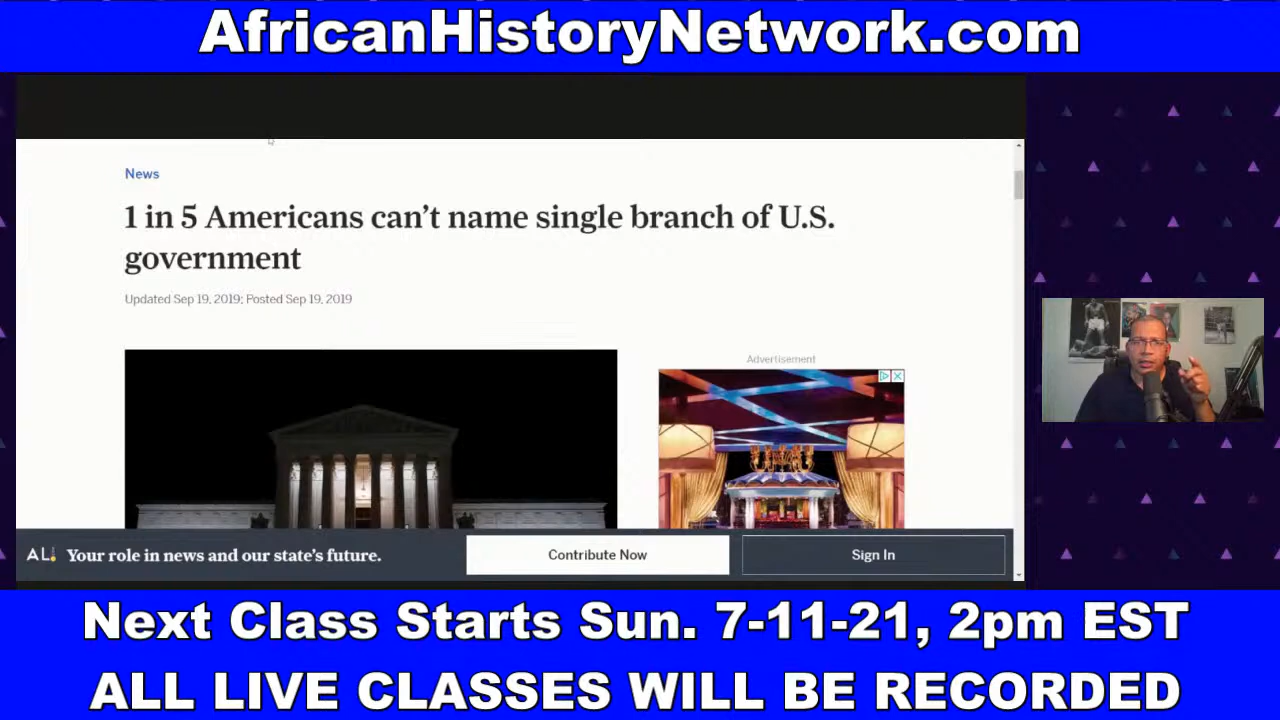 AfricanHistoryNetwork.com
News
1 in 5 Americans can't name single branch of U.S.
government
Updated Sep 19, 2019; Posted Sep 19, 2019
Advertisement
AL. Your role in news and our state's future.
Contribute Now
Sign In
Next Class Starts Sun. 7-11-21, 2pm EST
ALL LIVE CLASSES WILL BE RECORDED